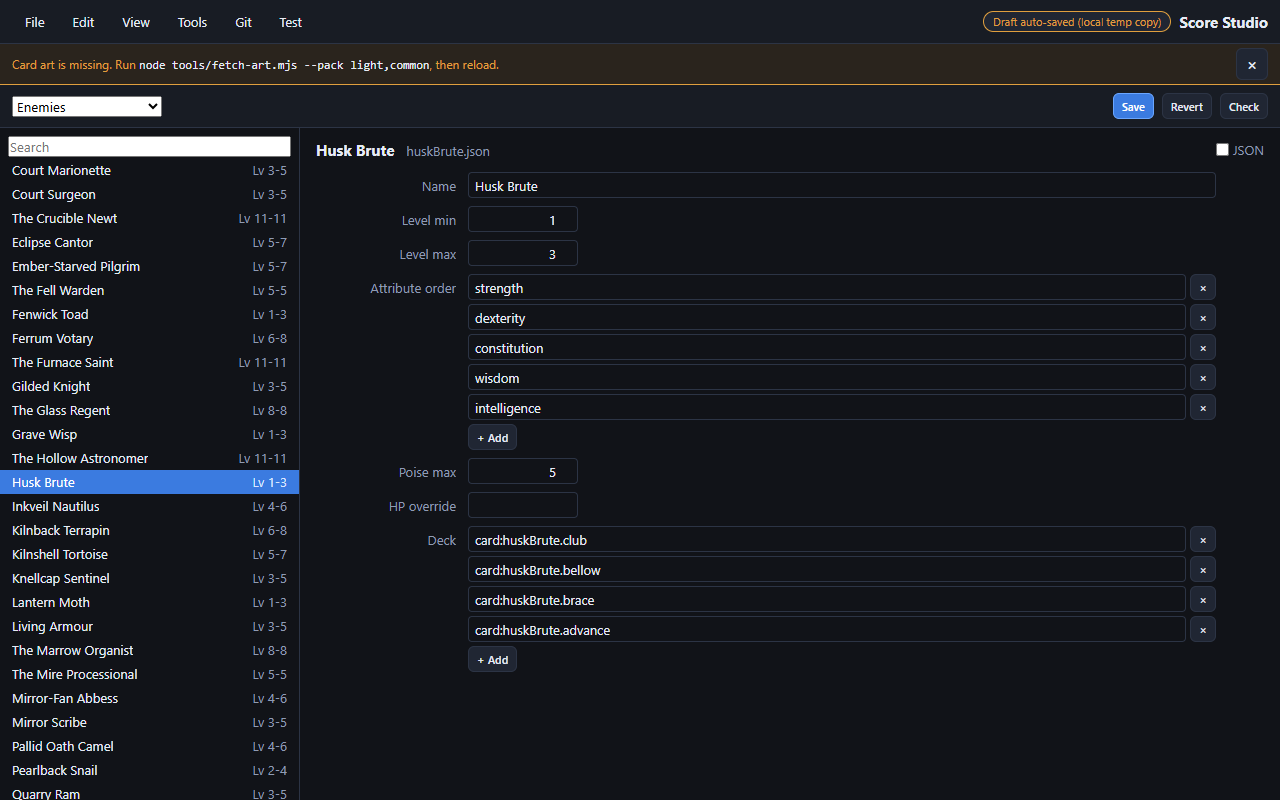 File Edit View Tools Git Test
Draft auto-saved (local temp copy) Score Studio
Card art is missing. Run node tools/fetch-art.mjs --pack light,common, then reload. ×
Enemies Save Revert Check
Search
Court Marionette Lv 3-5
Court Surgeon Lv 3-5
The Crucible Newt Lv 11-11
Eclipse Cantor Lv 5-7
Ember-Starved Pilgrim Lv 5-7
The Fell Warden Lv 5-5
Fenwick Toad Lv 1-3
Ferrum Votary Lv 6-8
The Furnace Saint Lv 11-11
Gilded Knight Lv 3-5
The Glass Regent Lv 8-8
Grave Wisp Lv 1-3
The Hollow Astronomer Lv 11-11
Husk Brute Lv 1-3
Inkveil Nautilus Lv 4-6
Kilnback Terrapin Lv 6-8
Kilnshell Tortoise Lv 5-7
Knellcap Sentinel Lv 3-5
Lantern Moth Lv 1-3
Living Armour Lv 3-5
The Marrow Organist Lv 8-8
The Mire Processional Lv 5-5
Mirror-Fan Abbess Lv 4-6
Mirror Scribe Lv 3-5
Pallid Oath Camel Lv 4-6
Pearlback Snail Lv 2-4
Quarry Ram Lv 3-5
Husk Brute huskBrute.json JSON
Name Husk Brute
Level min 1
Level max 3
Attribute order strength ×
dexterity ×
constitution ×
wisdom ×
intelligence ×
+ Add
Poise max 5
HP override
Deck card:huskBrute.club ×
card:huskBrute.bellow ×
card:huskBrute.brace ×
card:huskBrute.advance ×
+ Add